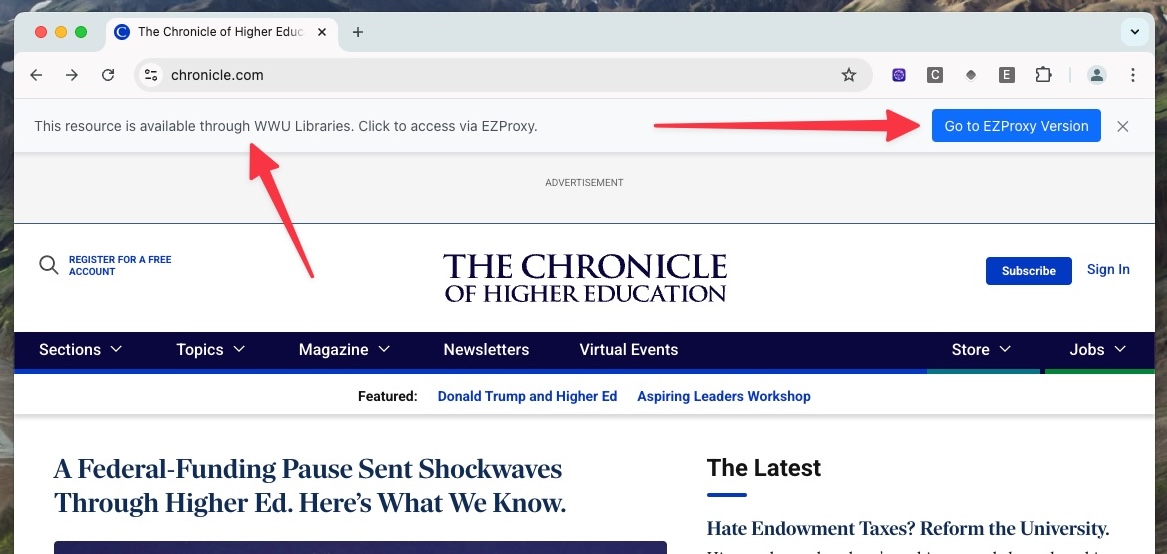 The Chronicle of Higher Educ
chronicle.com
C
E
This resource is available through WWU Libraries. Click to access via EZProxy.
Go to EZProxy Version
ADVERTISEMENT
REGISTER FOR A FREE
ACCOUNT
THE CHRONICLE
OF HIGHER EDUCATION
Subscribe
Sign In
Sections
Topics
Magazine
Newsletters
Virtual Events
Store
Jobs
Featured: Donald Trump and Higher Ed Aspiring Leaders Workshop
A Federal-Funding Pause Sent Shockwaves
Through Higher Ed. Here’s What We Know.
The Latest
Hate Endowment Taxes? Reform the University.